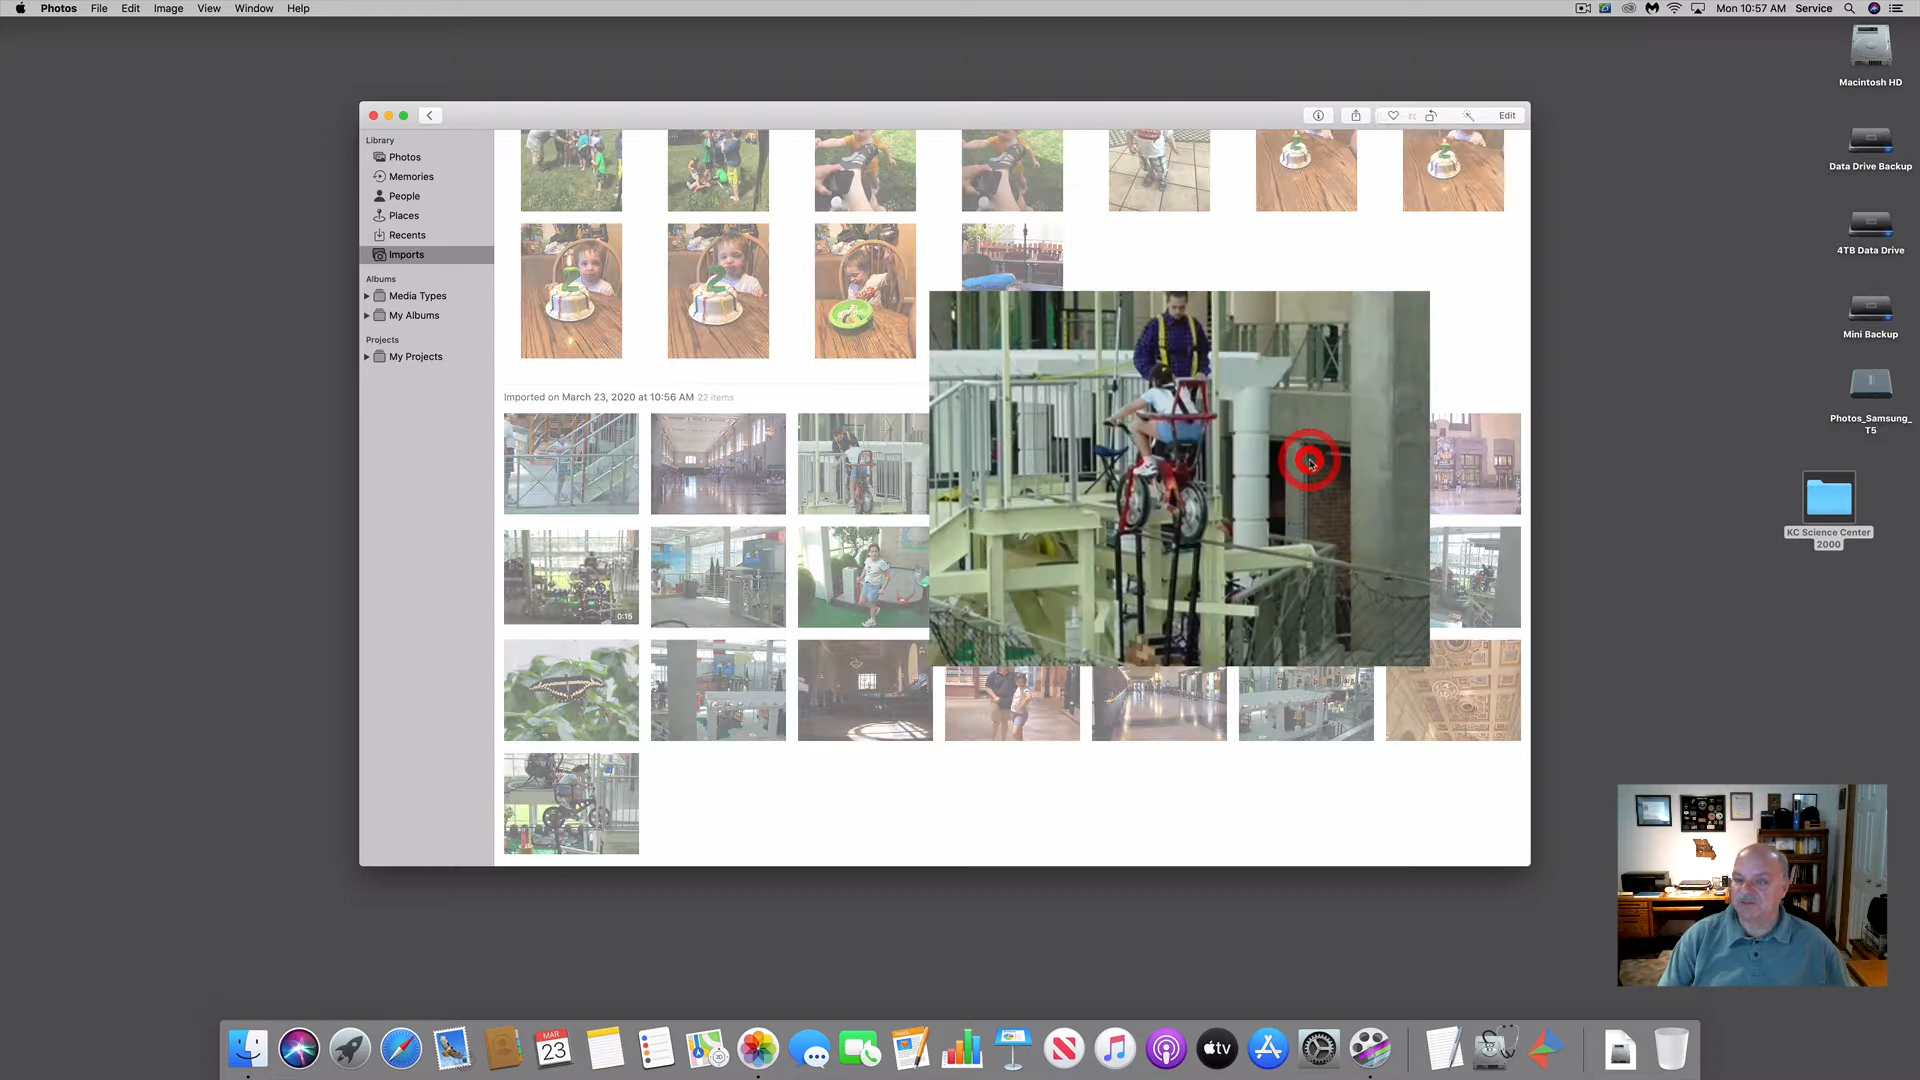 Photos File Edit Image View Window Help
Mon 10:57 AM Service
Macintosh HD
Data Drive Backup
4TB Data Drive
Mini Backup
Photos_Samsung_
T5
KC Science Center
2000
Edit
Library
Photos
Memories
People
Places
Recents
Imports
Albums
Media Types
My Albums
Projects
My Projects
Imported on March 23, 2020 at 10:56 AM 22 items
0:15
MAR
23
tv